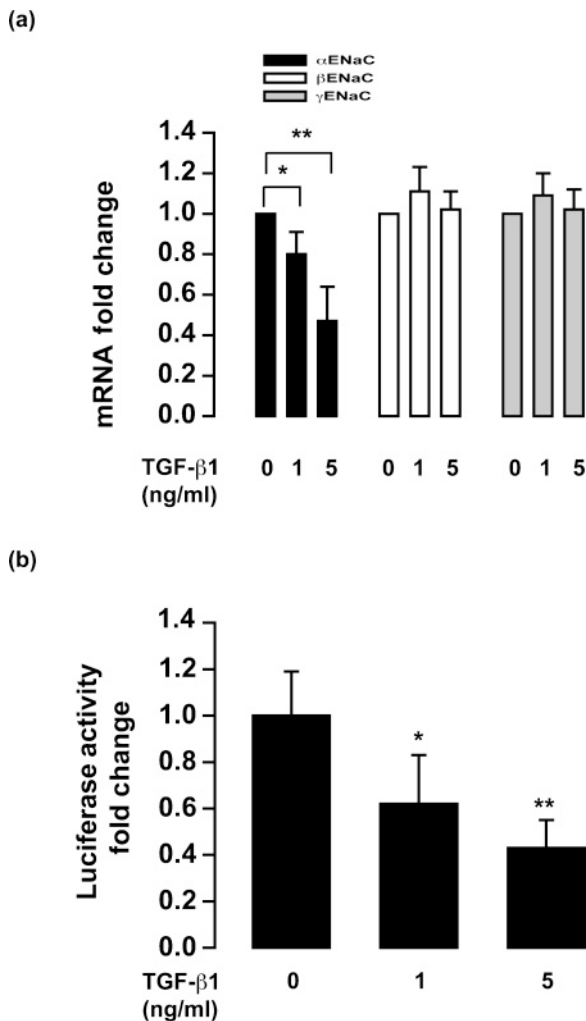 (a)
αENaC
βENaC
γENaC
mRNA fold change
1.4
1.2
1.0
0.8
0.6
0.4
0.2
0.0
**
*
TGF-β1
(ng/ml)
0 1 5 0 1 5 0 1 5
(b)
Luciferase activity
fold change
1.4
1.2
1.0
0.8
0.6
0.4
0.2
0.0
*
**
TGF-β1
(ng/ml)
0 1 5